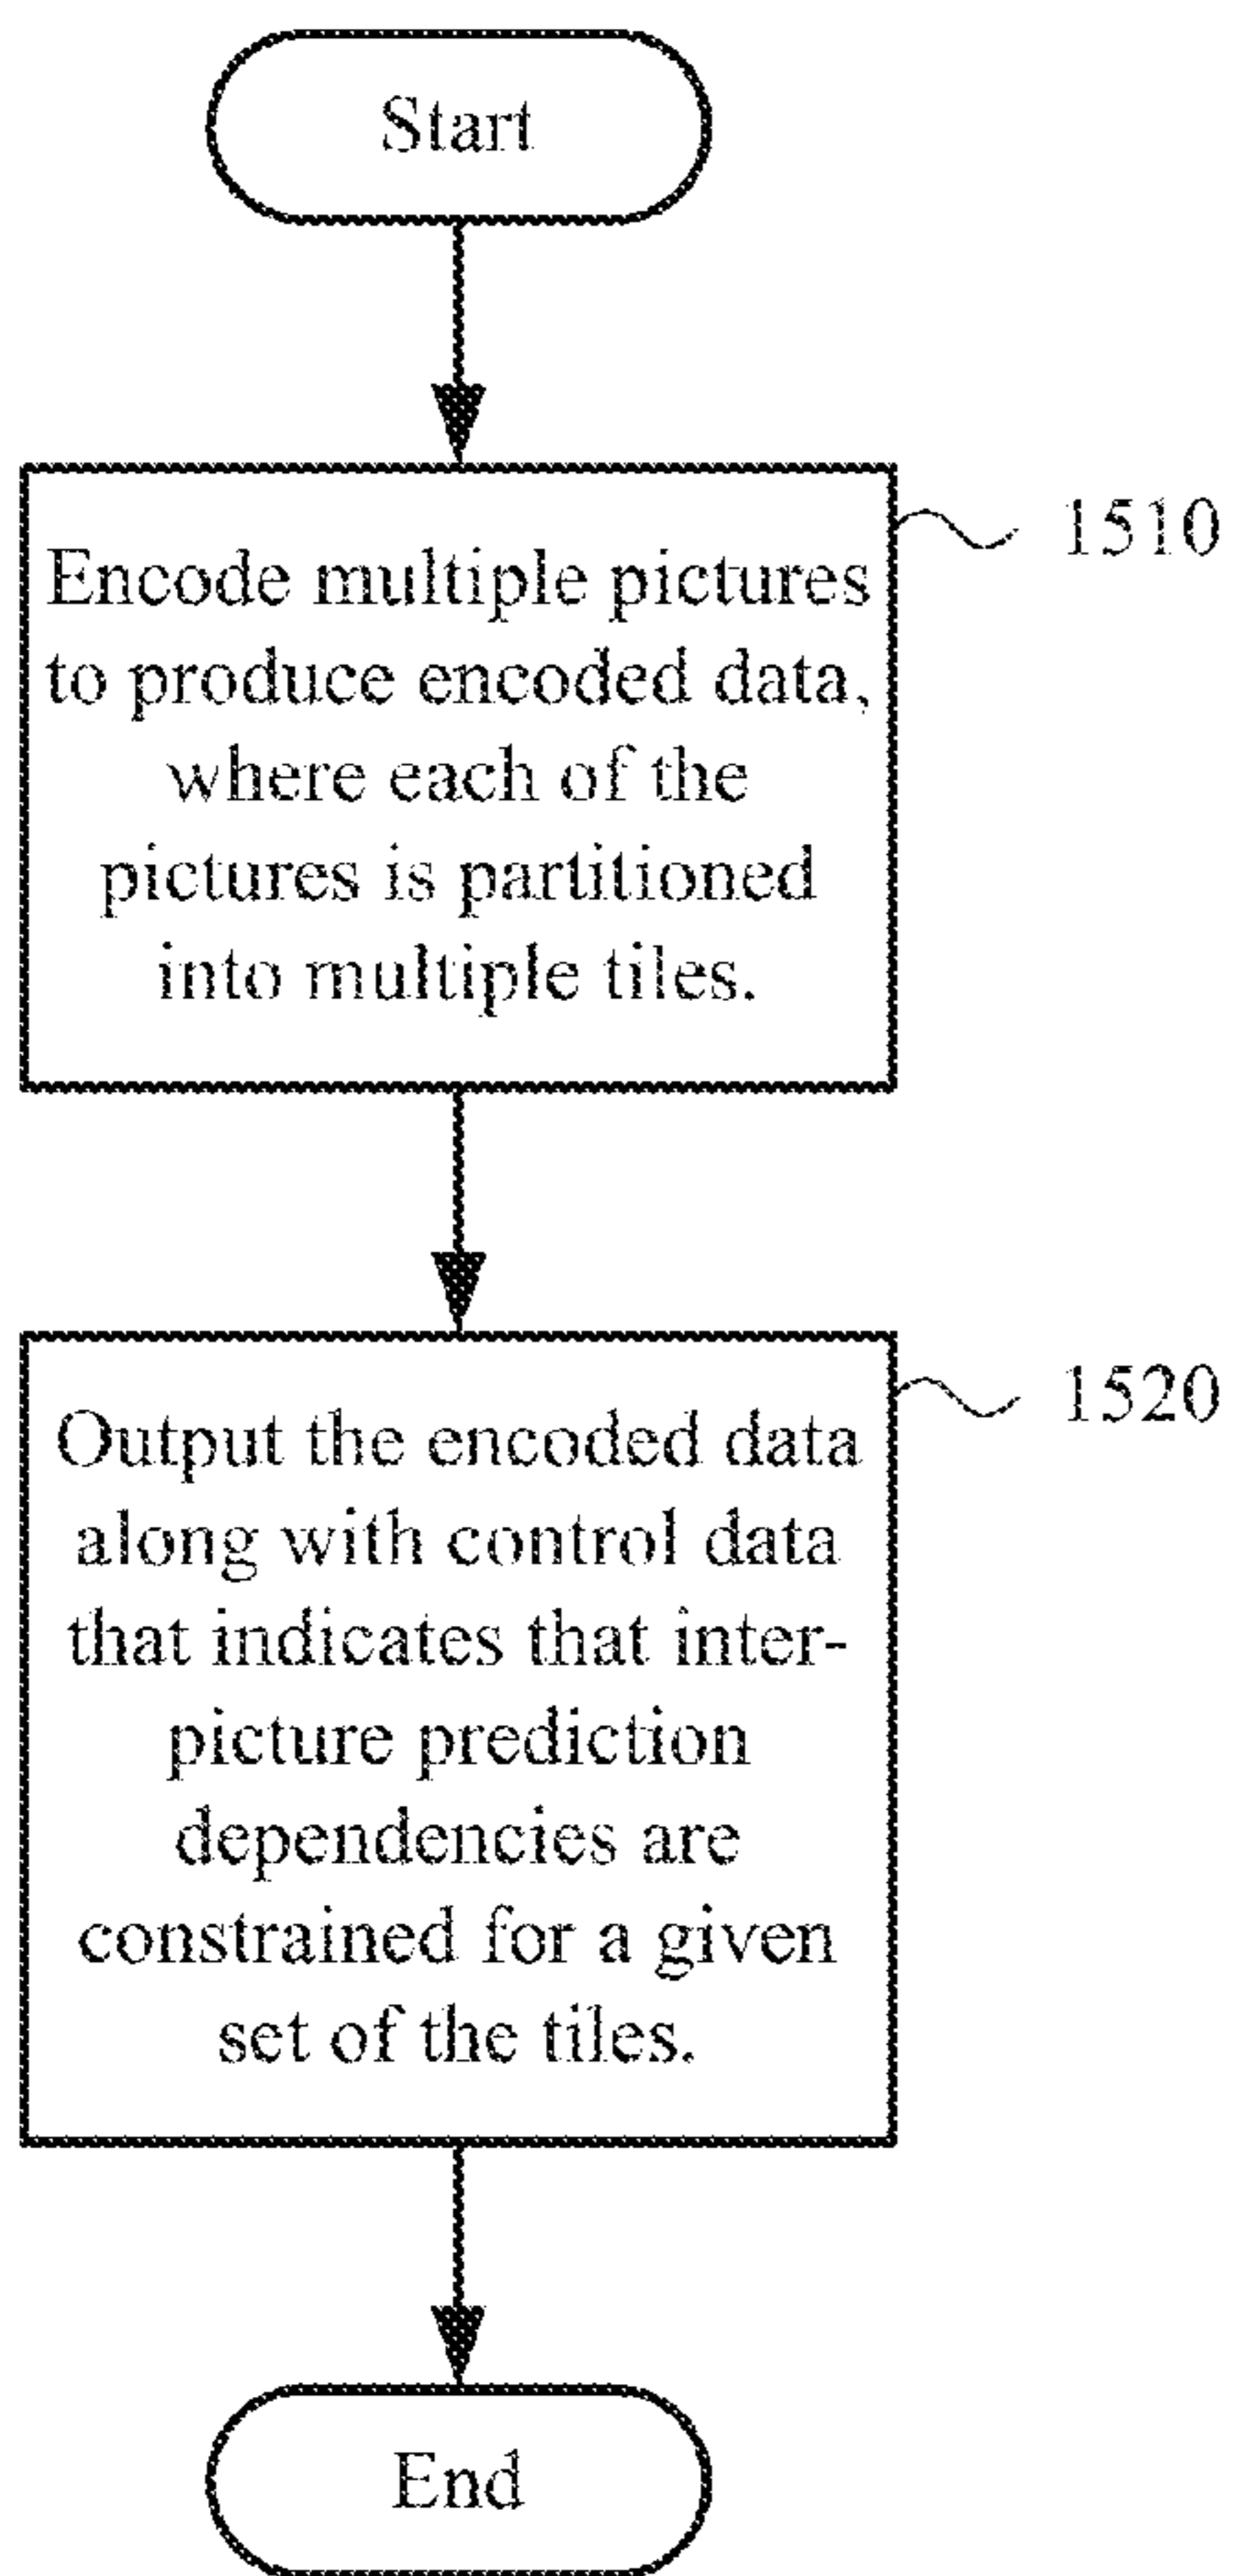 Start
1510
Encode multiple pictures
to produce encoded data,
where each of the
pictures is partitioned
into multiple tiles.
1520
Output the encoded data
along with control data
that indicates that inter-
picture prediction
dependencies are
constrained for a given
set of the tiles.
End